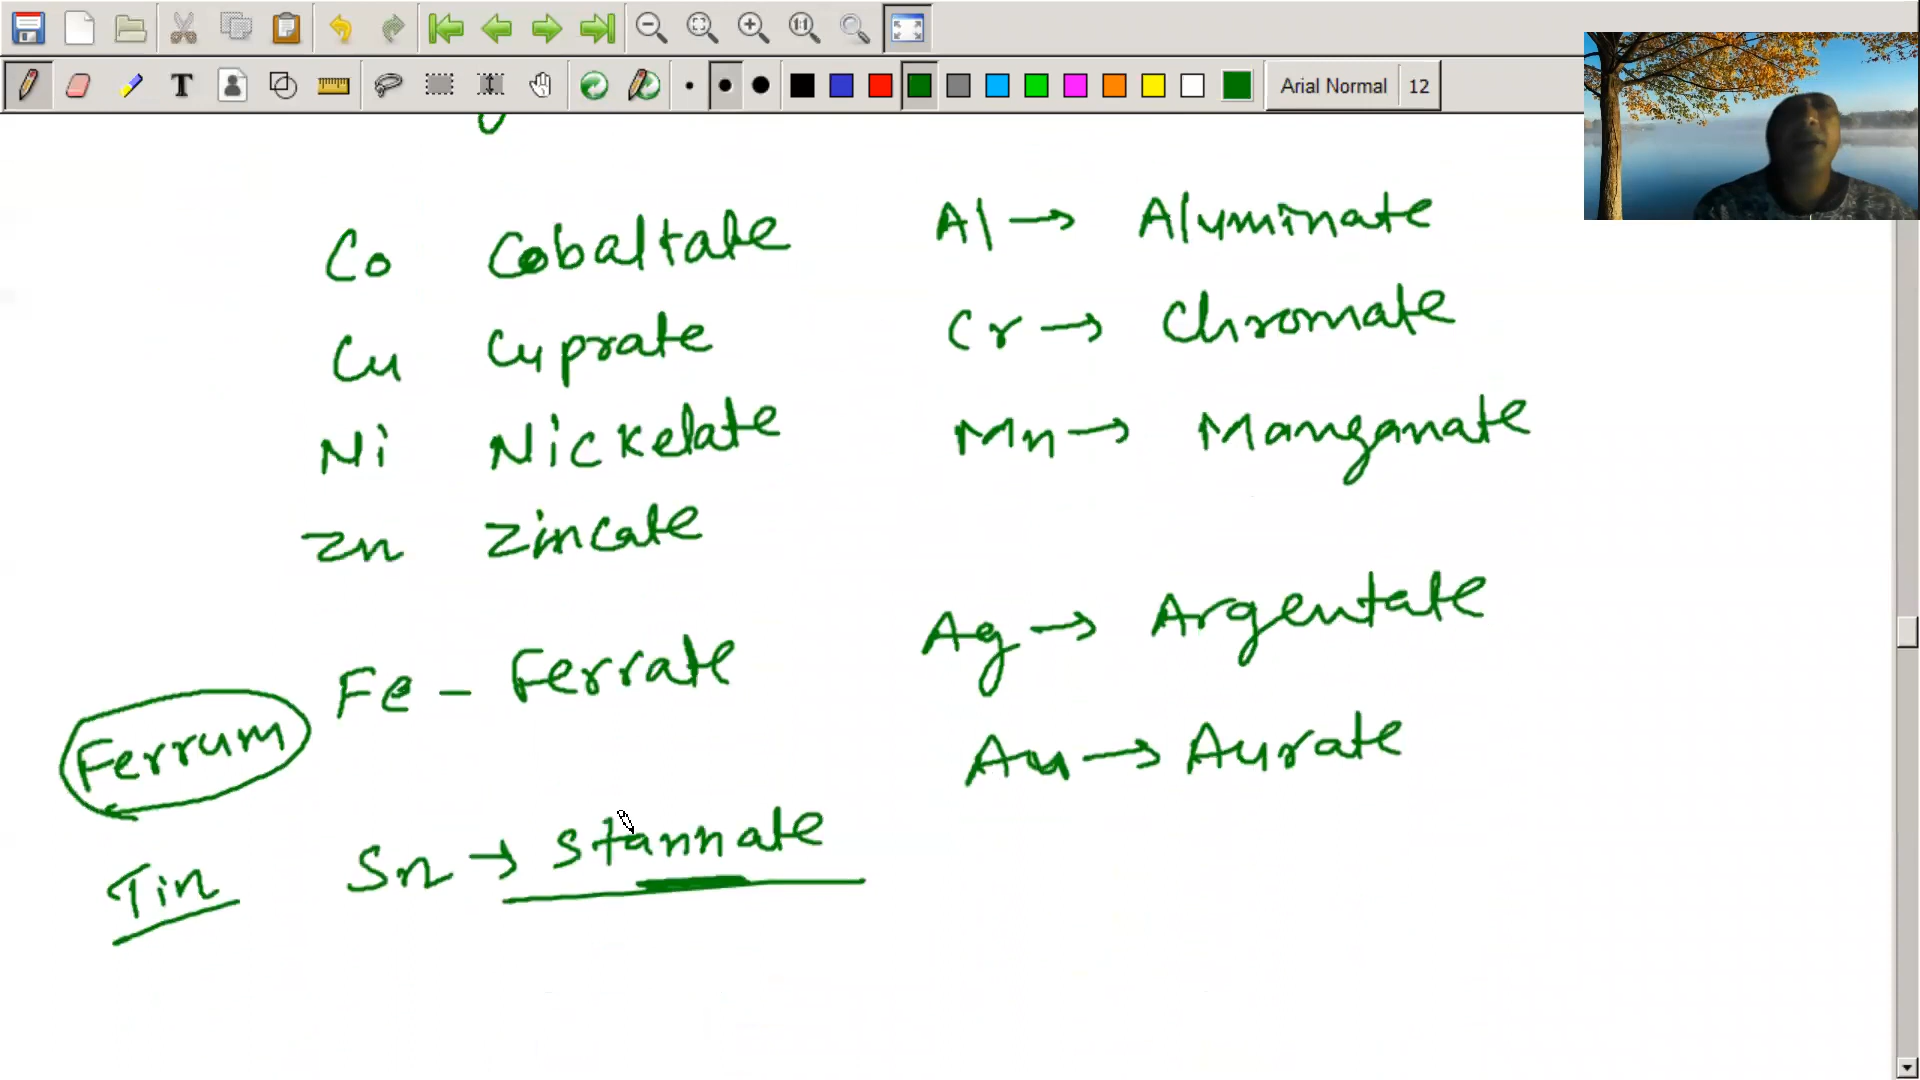 Arial Normal 12
Co Cobaltate
Cu Cuprate
Ni Nickelate
Zn Zincate
Fe - Ferrate
Ferrum
Tin Sn → Stannate
Al → Aluminate
Cr → Chromate
Mn → Manganate
Ag → Argentate
Au → Aurate